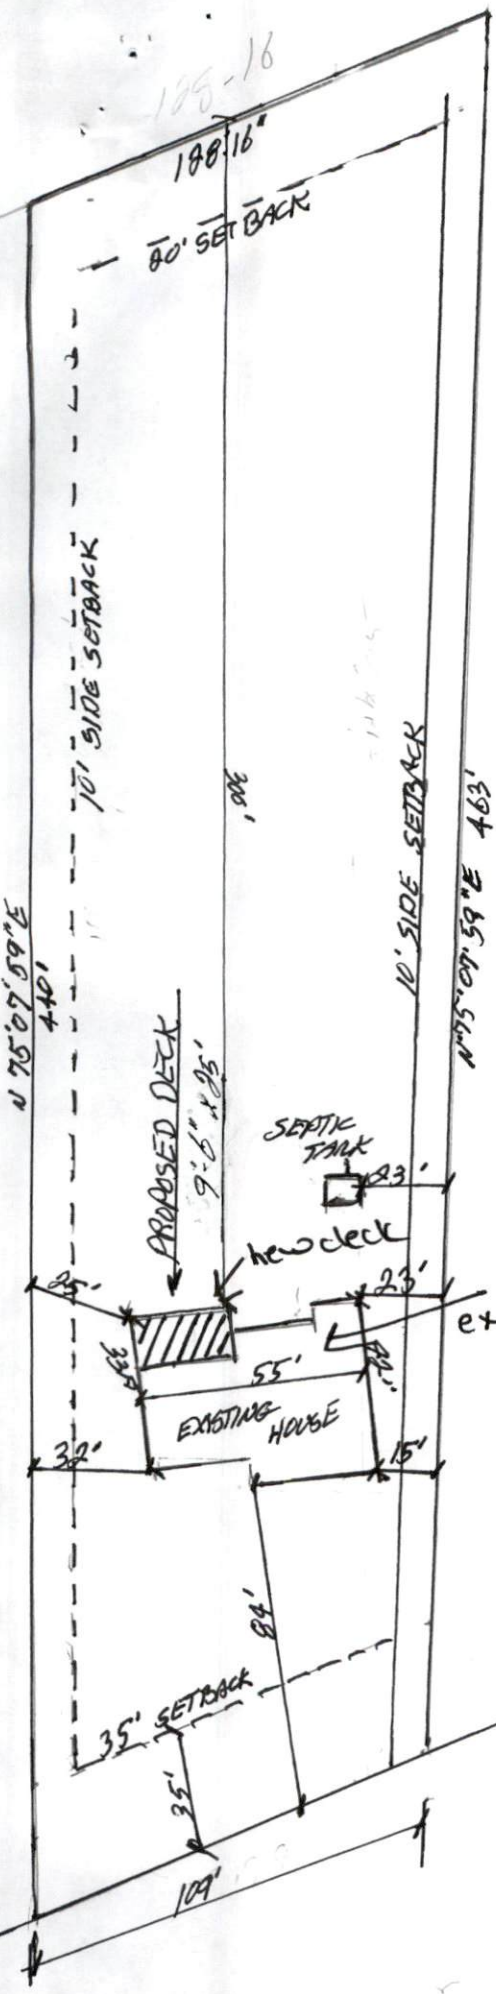 188-16
188.16"
20' SETBACK
10' SIDE SETBACK
300'
10' SIDE SETBACK
N 75°07'59"E
440'
N 75°07'59"E 463'
PROPOSED DECK
9'-6" x 25'
SEPTIC
TANK
23'
new deck
25'
23'
ex
55'
EXISTING
HOUSE
32'
15'
84'
35' SETBACK
35'
109'